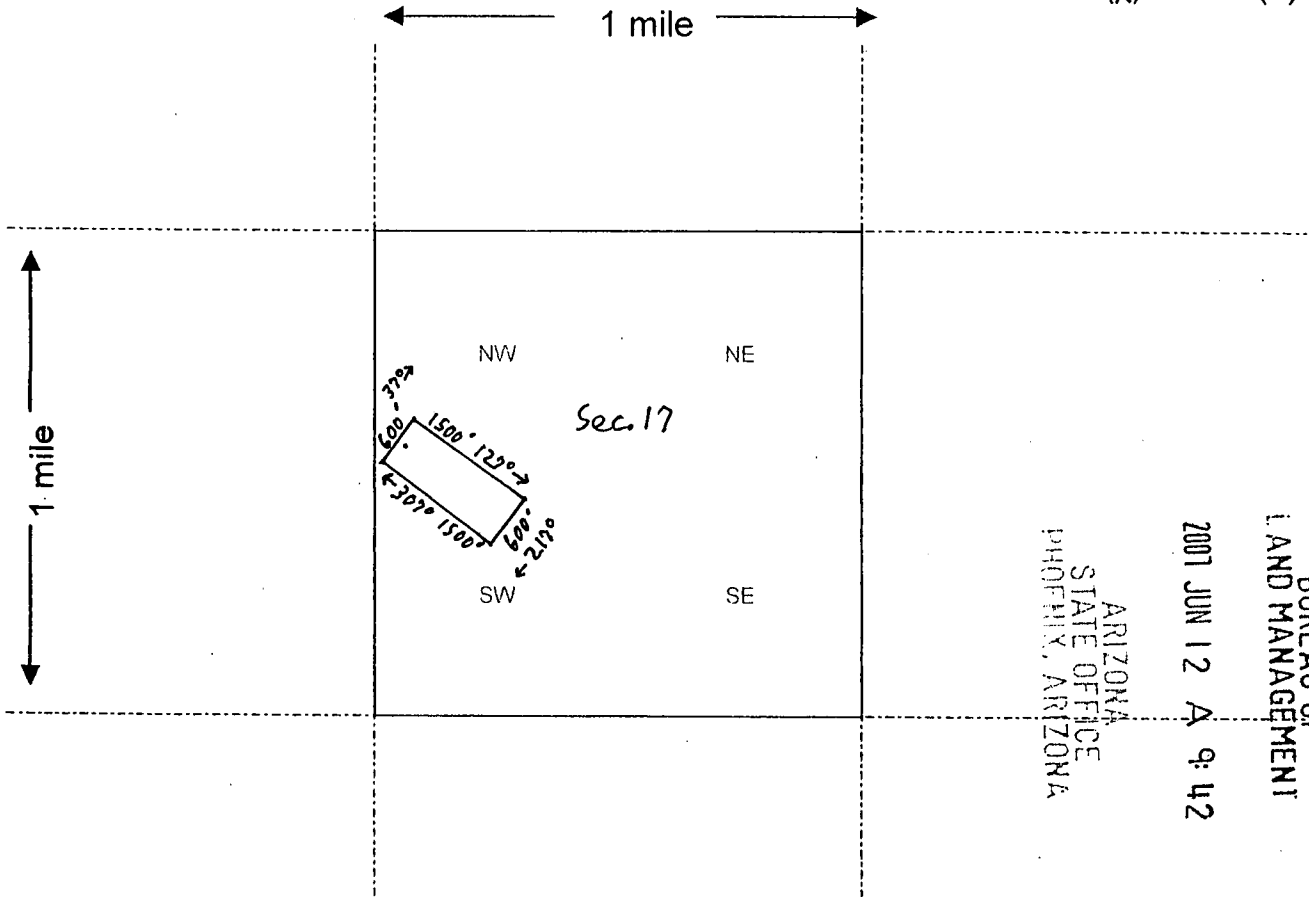 1 mile
1 mile
NW
NE
Sec. 17
600' 37° →
1500' 127° →
← 307° 1500'
600'
← 217°
SW
SE
LAND MANAGEMENT
2007 JUN 12 A 9:42
ARIZONA
STATE OFFICE
PHOENIX, ARIZONA